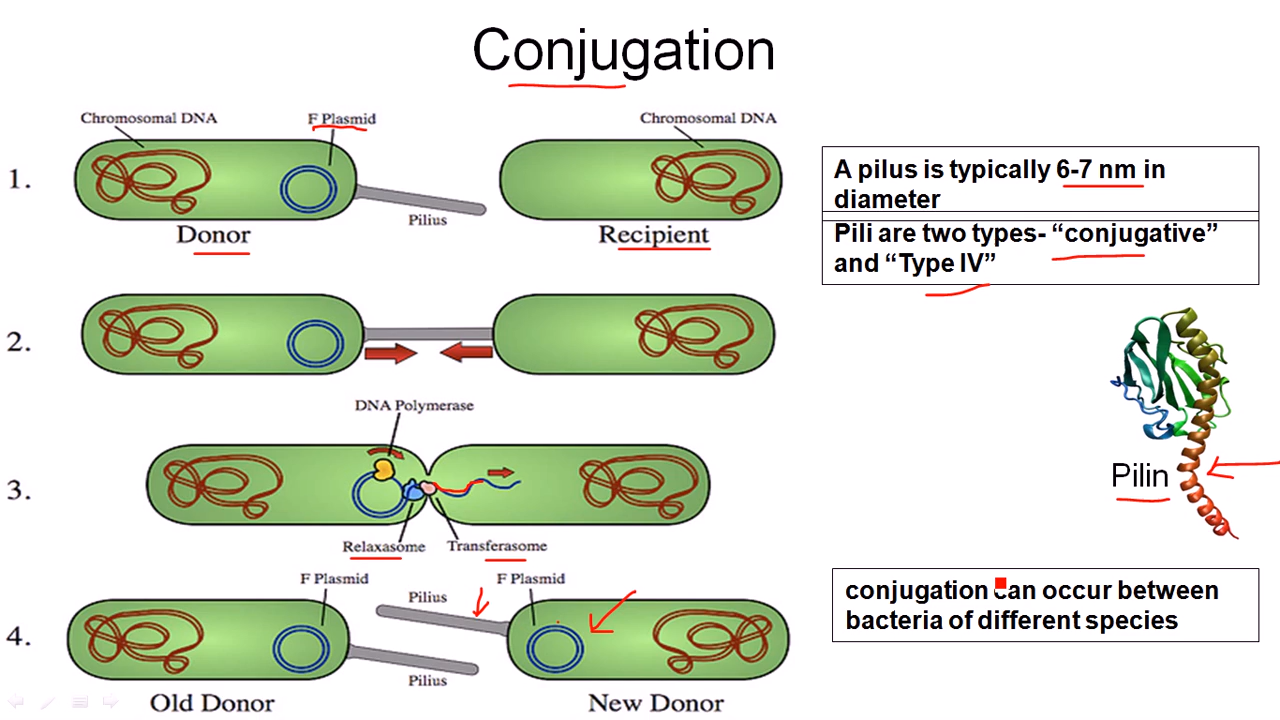 Conjugation
Chromosomal DNA
F Plasmid
Chromosomal DNA
1.
Pilius
Donor
Recipient
2.
DNA Polymerase
3.
Relaxasome
Transferasome
4.
F Plasmid
Pilius
F Plasmid
Pilius
Old Donor
New Donor
A pilus is typically 6-7 nm in
diameter
Pili are two types- “conjugative”
and “Type IV”
Pilin
conjugation can occur between
bacteria of different species